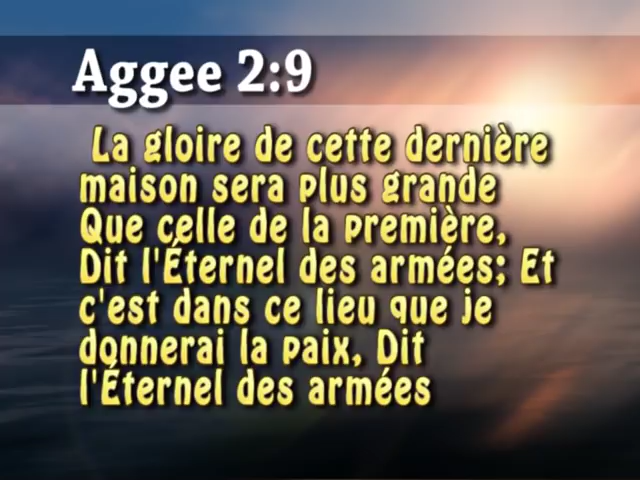 Aggee 2:9
La gloire de cette dernière
maison sera plus grande
Que celle de la première,
Dit l'Éternel des armées; Et
c'est dans ce lieu que je
donnerai la paix, Dit
l'Éternel des armées